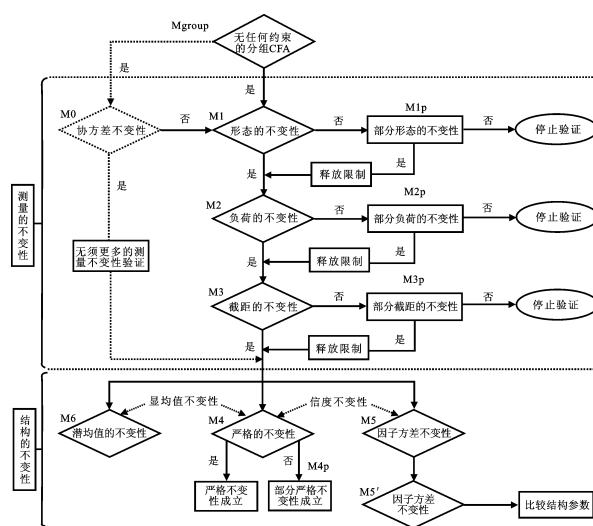 Mgroup
无任何约束
的分组CFA
是
是
M0
协方差不变性
否
M1
形态的不变性
否
M1p
部分形态的不变性
否
停止验证
是
释放限制
是
是
M2
负荷的不变性
否
M2p
部分负荷的不变性
否
停止验证
测量的不变性
无须更多的测
量不变性验证
是
释放限制
是
M3
截距的不变性
否
M3p
部分截距的不变性
否
停止验证
是
释放限制
是
结构的不变性
显均值不变性
信度不变性
M6
潜均值的不变性
M4
严格的不变性
M5
因子方差不变性
是
否
M4p
严格不变
性成立
部分严格不
变性成立
M5′
因子方差
不变性
比较结构参数